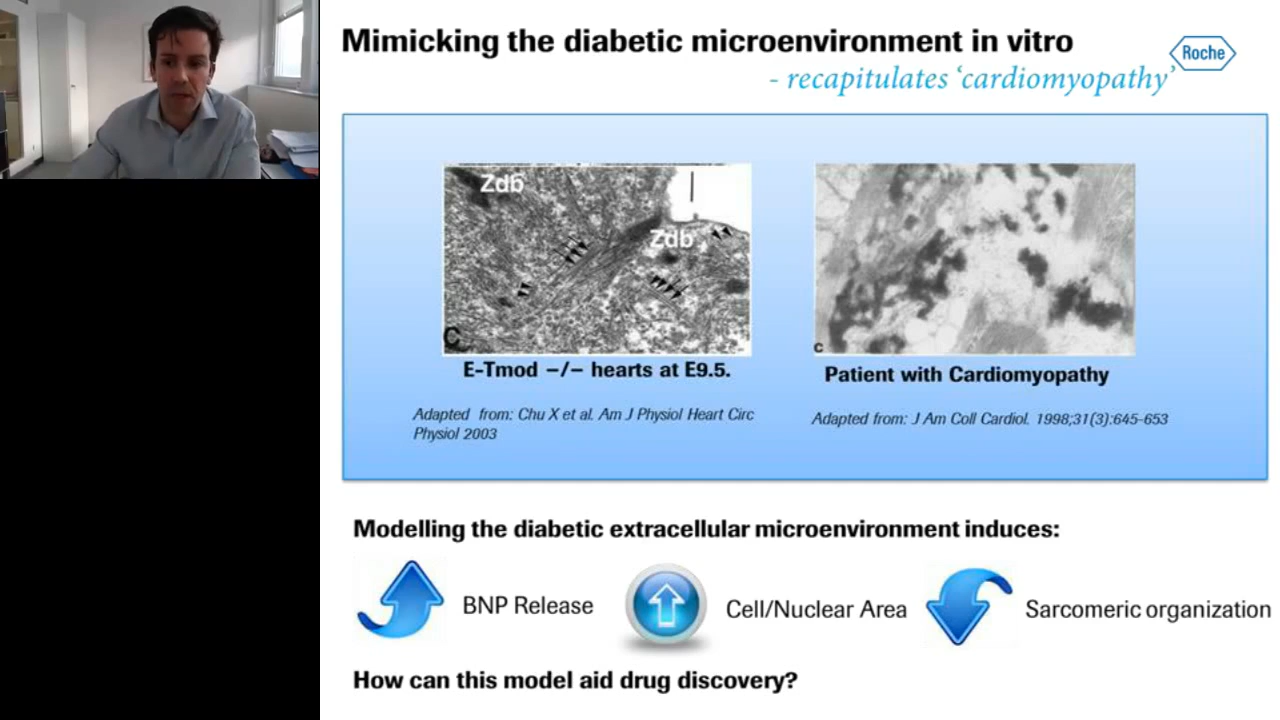 Mimicking the diabetic microenvironment in vitro
- recapitulates ‘cardiomyopathy’
Roche
Zdb
I
Zdb
C
E-Tmod −/− hearts at E9.5.
Adapted from: Chu X et al. Am J Physiol Heart Circ
Physiol 2003
c
Patient with Cardiomyopathy
Adapted from: J Am Coll Cardiol. 1998;31(3):645-653
Modelling the diabetic extracellular microenvironment induces:
BNP Release
Cell/Nuclear Area
Sarcomeric organization
How can this model aid drug discovery?